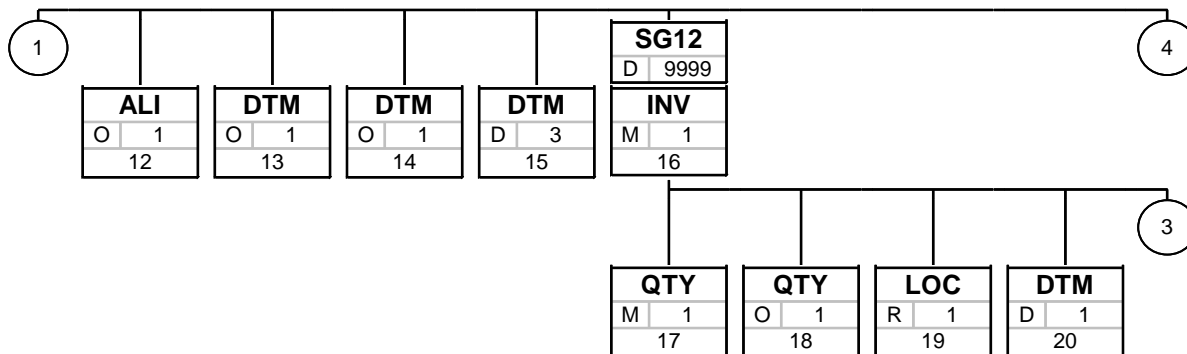 1
4
SG12
D 9999
ALI
O 1
12
DTM
O 1
13
DTM
O 1
14
DTM
D 3
15
INV
M 1
16
3
QTY
M 1
17
QTY
O 1
18
LOC
R 1
19
DTM
D 1
20